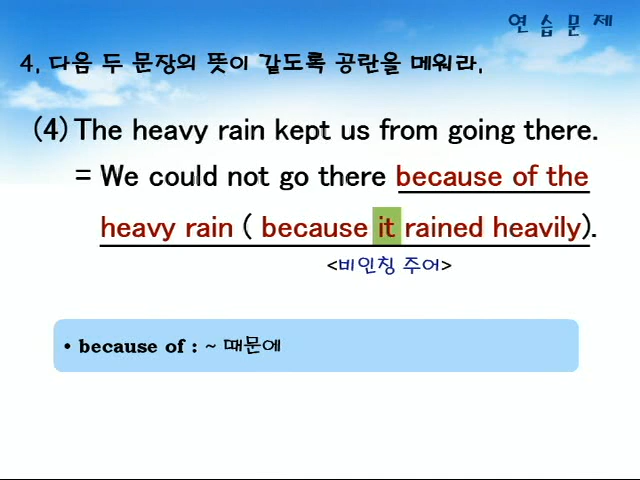 연습문제
4. 다음 두 문장의 뜻이 같도록 공란을 메워라.
(4) The heavy rain kept us from going there.
= We could not go there because of the
heavy rain ( because it rained heavily).
<비인칭 주어>
• because of : ~ 때문에